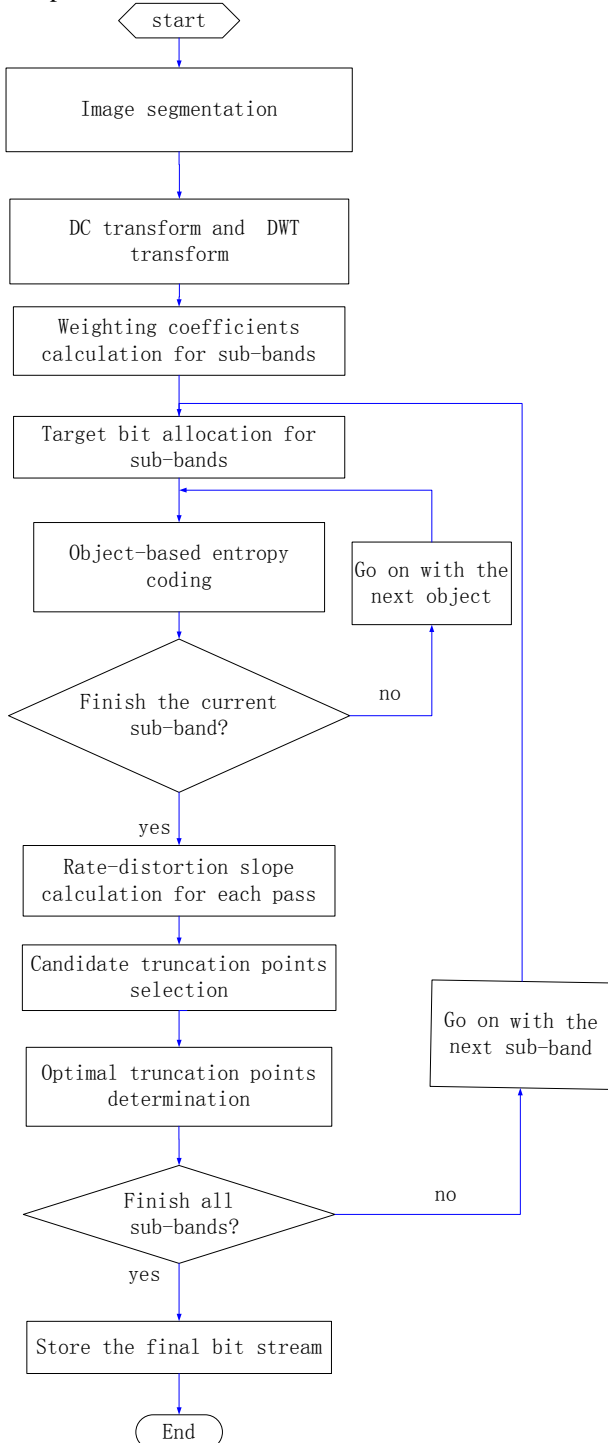 start
Image segmentation
DC transform and DWT
transform
Weighting coefficients
calculation for sub-bands
Target bit allocation for
sub-bands
Object-based entropy
coding
Go on with the
next object
Finish the current
sub-band?
no
yes
Rate-distortion slope
calculation for each pass
Candidate truncation points
selection
Go on with the
next sub-band
Optimal truncation points
determination
Finish all
sub-bands?
no
yes
Store the final bit stream
End